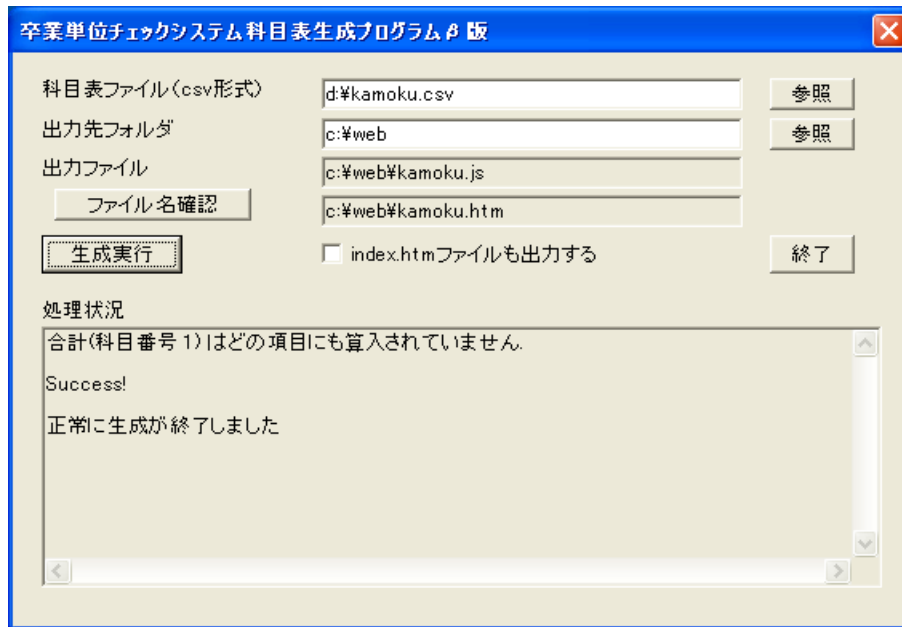 卒業単位チェックシステム科目表生成プログラムβ版
科目表ファイル(csv形式)
d:¥kamoku.csv
参照
出力先フォルダ
c:¥web
参照
出力ファイル
c:¥web¥kamoku.js
ファイル名確認
c:¥web¥kamoku.htm
生成実行
index.htmファイルも出力する
終了
処理状況
合計(科目番号1)はどの項目にも算入されていません.
Success!
正常に生成が終了しました